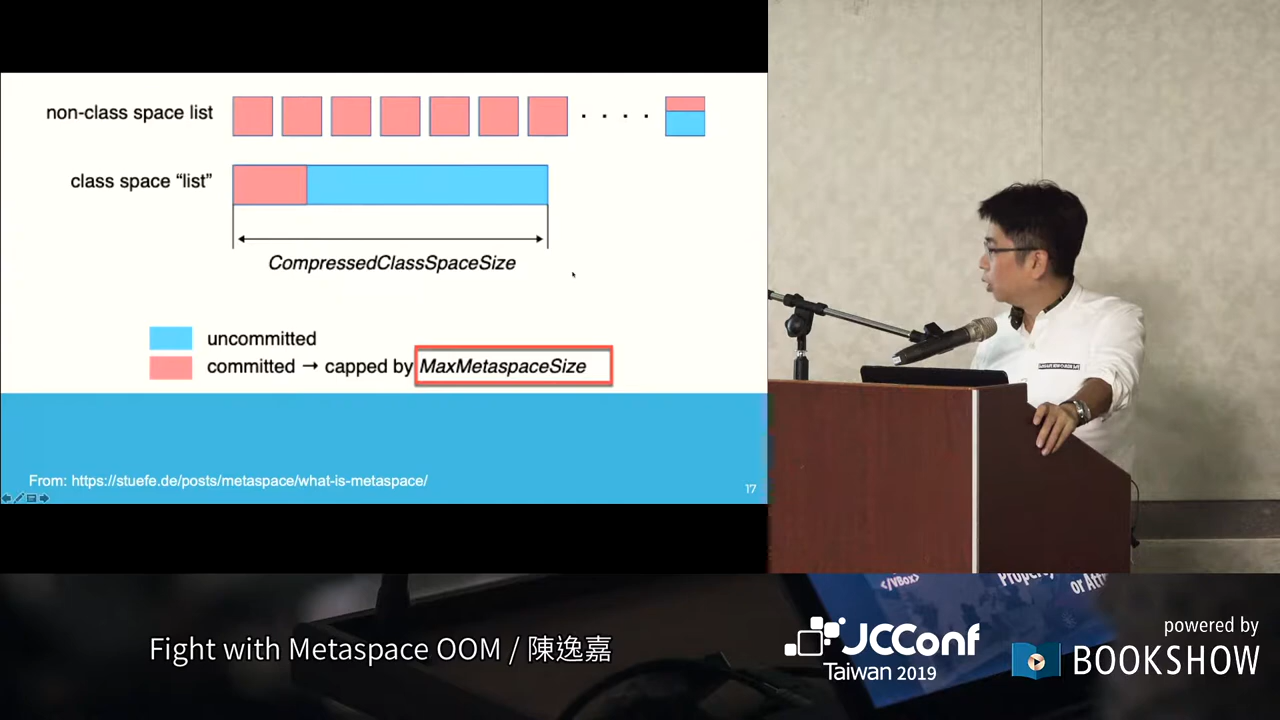 non-class space list
class space “list”
CompressedClassSpaceSize
uncommitted
committed → capped by MaxMetaspaceSize
From: https://stuefe.de/posts/metaspace/what-is-metaspace/
17
</VBox>
Fight with Metaspace OOM / 陳逸嘉
JCConf
Taiwan 2019
powered by
BOOKSHOW